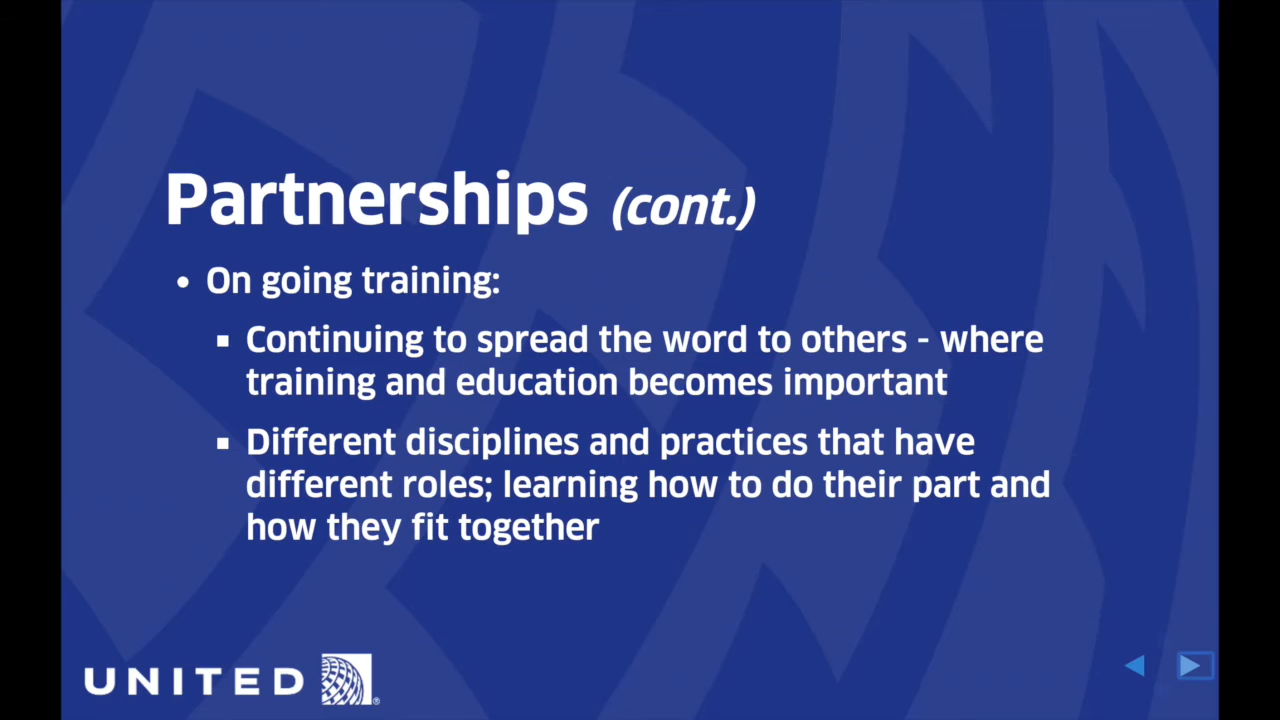 Partnerships (cont.)
• On going training:
▪ Continuing to spread the word to others - where
training and education becomes important
▪ Different disciplines and practices that have
different roles; learning how to do their part and
how they fit together
UNITED ®